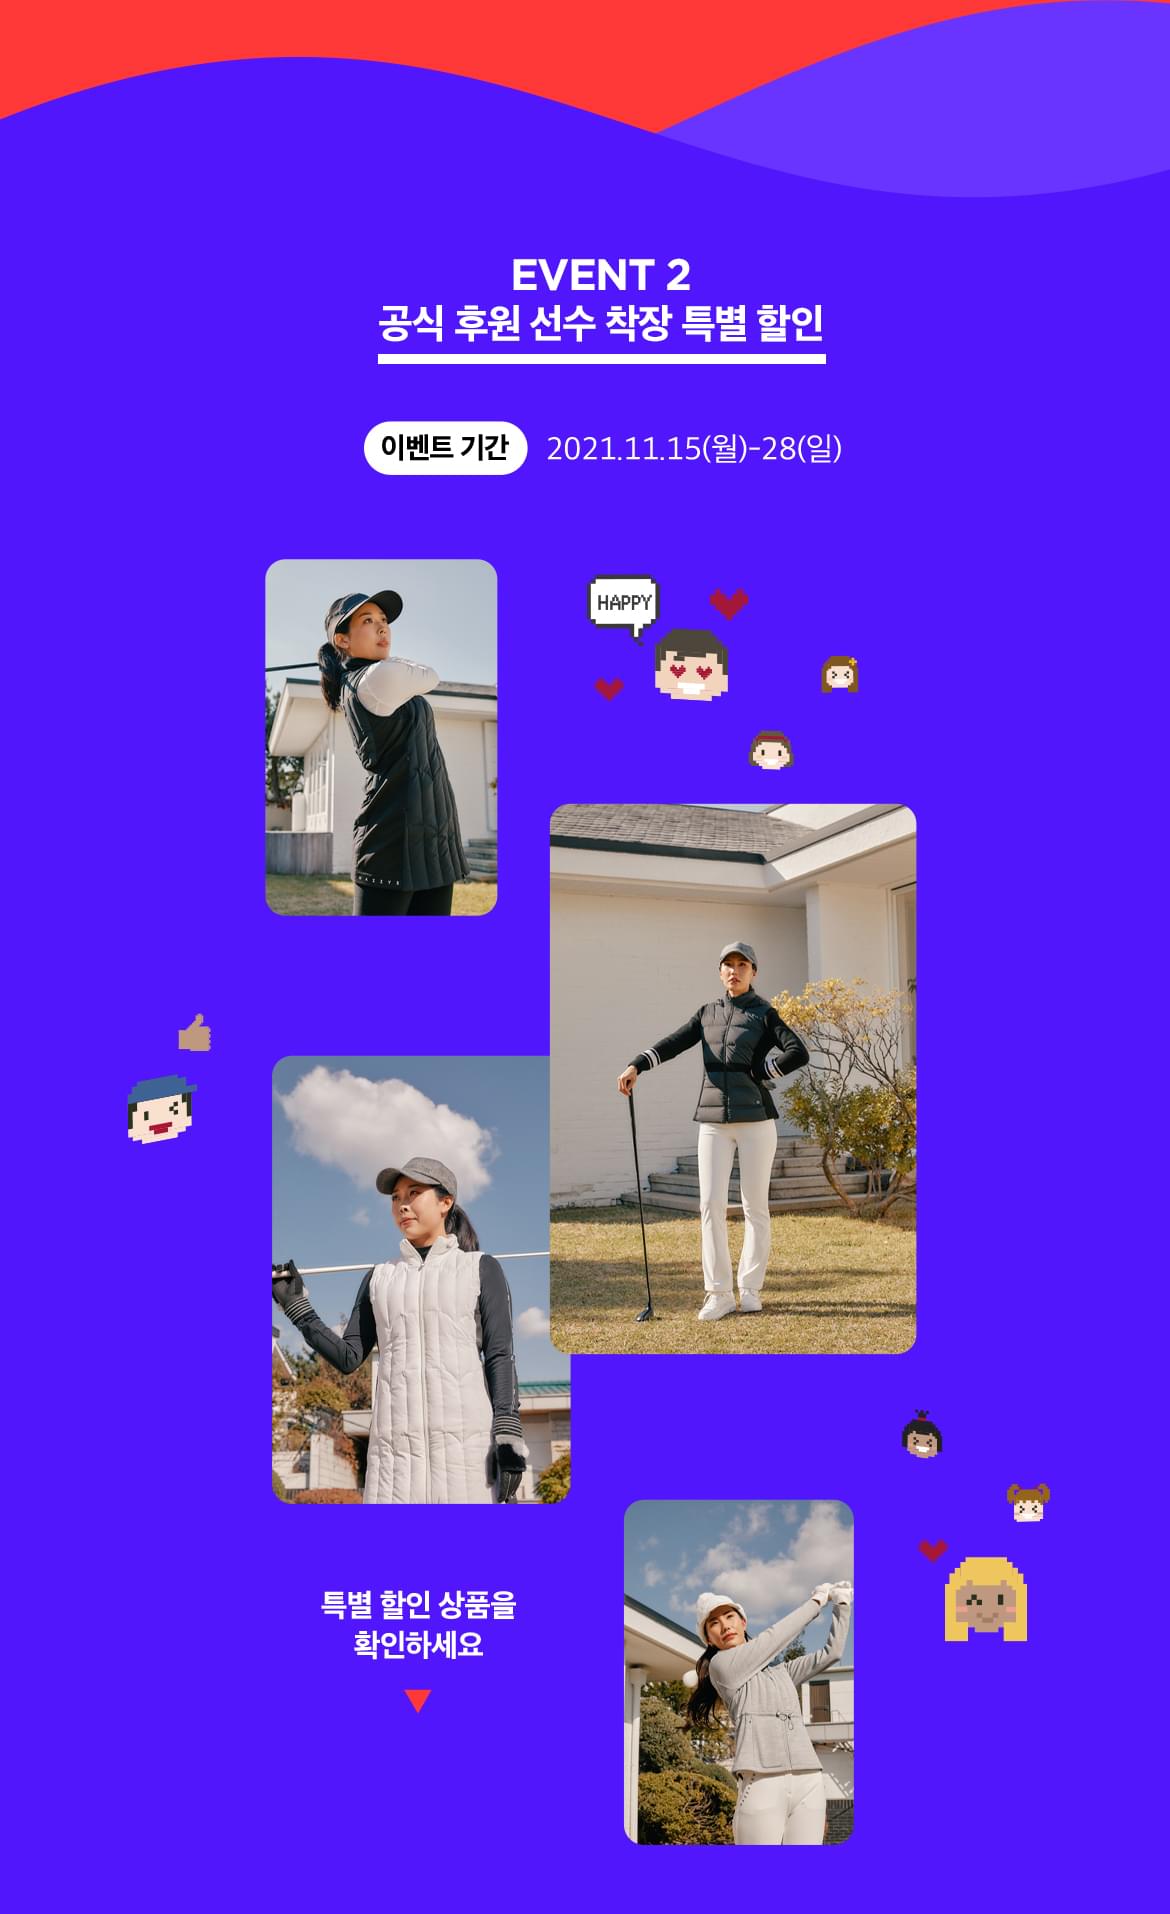 EVENT 2
공식 후원 선수 착장 특별 할인
이벤트 기간 2021.11.15(월)-28(일)
HAPPY
특별 할인 상품을
확인하세요